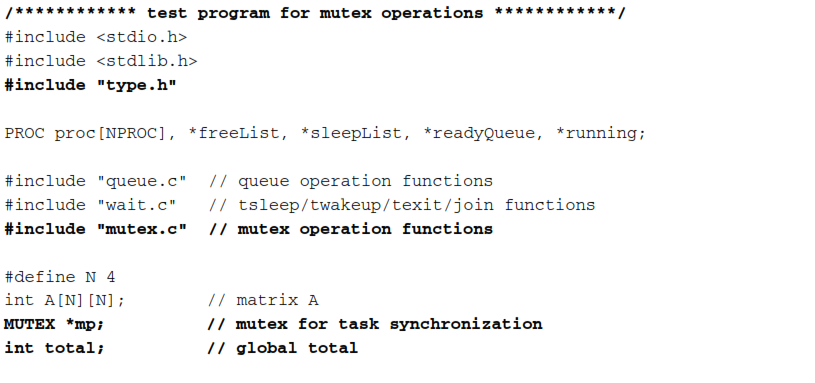 /************ test program for mutex operations ************/
#include <stdio.h>
#include <stdlib.h>
#include "type.h"
PROC proc[NPROC], *freeList, *sleepList, *readyQueue, *running;
#include "queue.c" // queue operation functions
#include "wait.c" // tsleep/twakeup/texit/join functions
#include "mutex.c" // mutex operation functions
#define N 4
int A[N][N]; // matrix A
MUTEX *mp; // mutex for task synchronization
int total; // global total